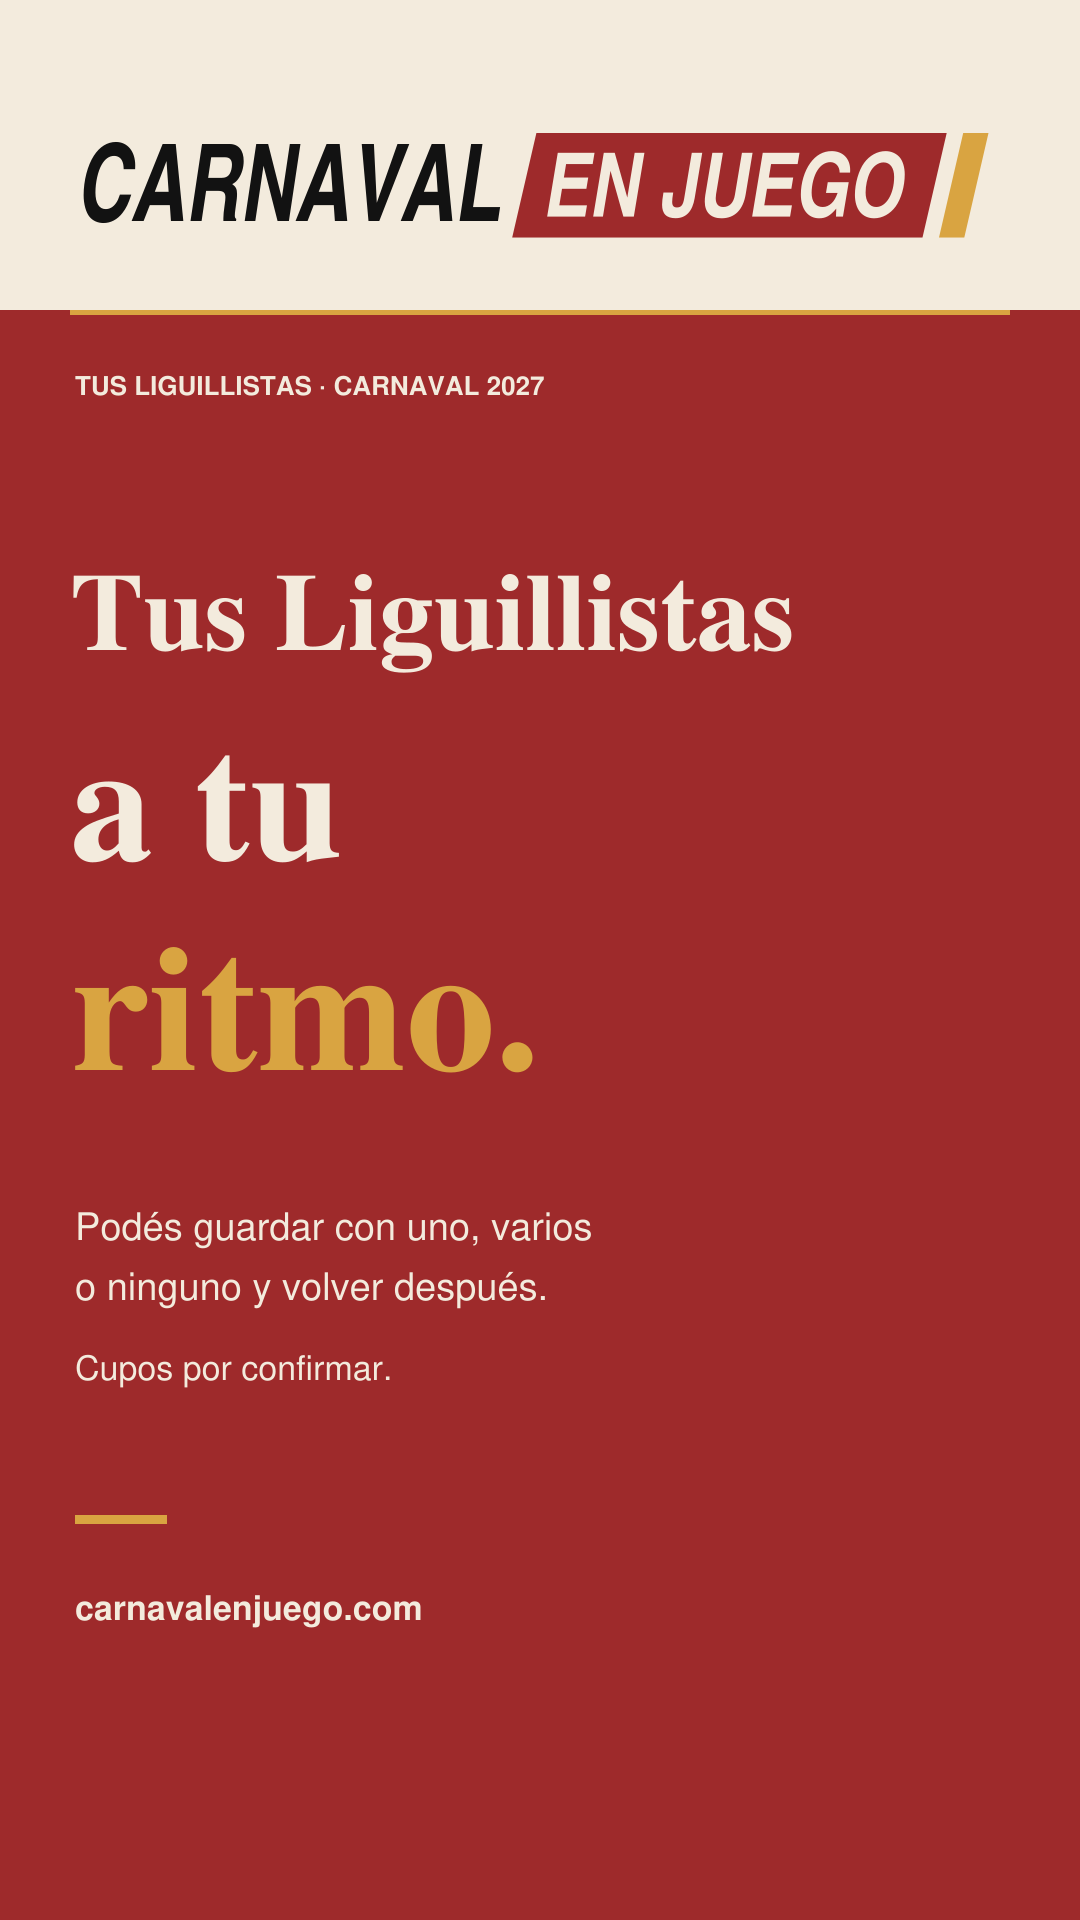 CARNAVAL EN JUEGO
TUS LIGUILLISTAS · CARNAVAL 2027
Tus Liguillistas
a tu
ritmo.
Podés guardar con uno, varios
o ninguno y volver después.
Cupos por confirmar.
carnavalenjuego.com